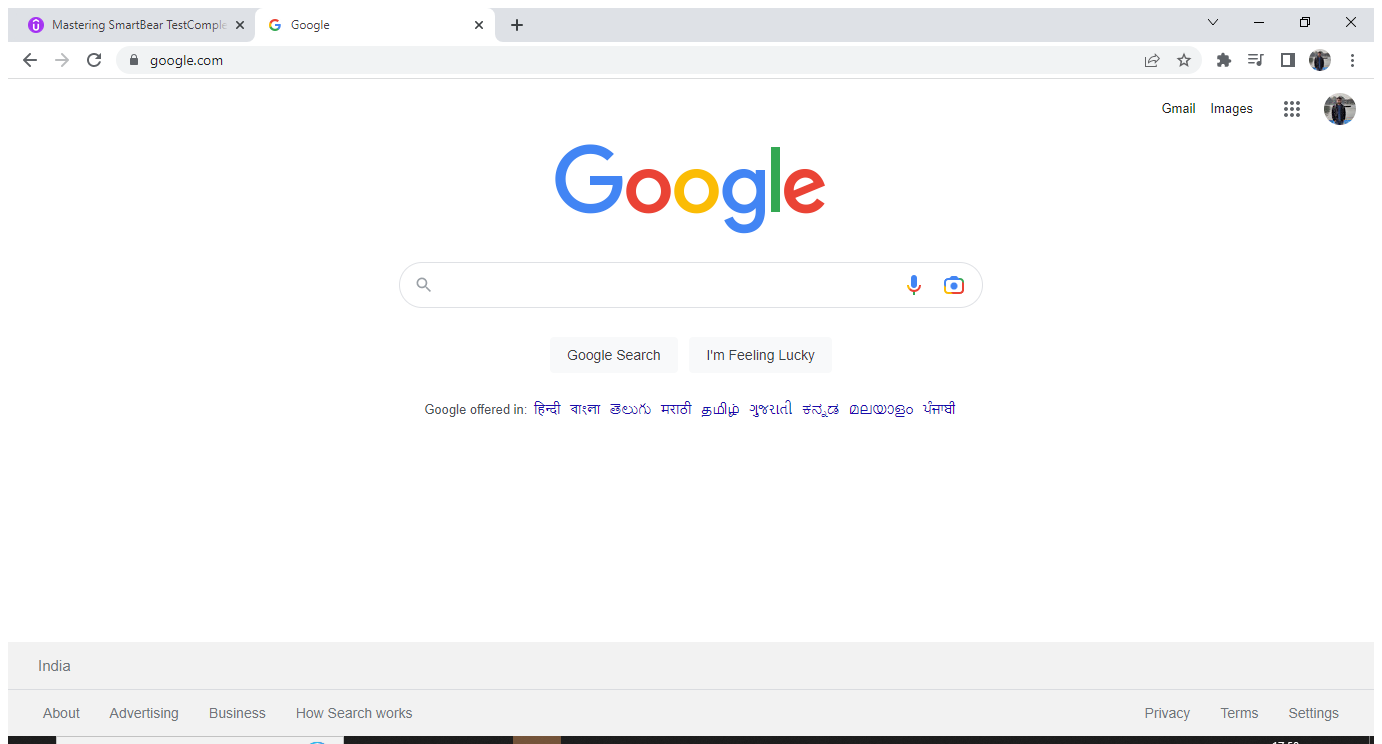 Mastering SmartBear TestComple
Google
google.com
Gmail Images
Google
Google Search I'm Feeling Lucky
Google offered in: हिन्दी বাংলা తెలుగు मराठी தமிழ் ગુજરાતી ಕನ್ನಡ മലയാളം ਪੰਜਾਬੀ
India
About Advertising Business How Search works Privacy Terms Settings